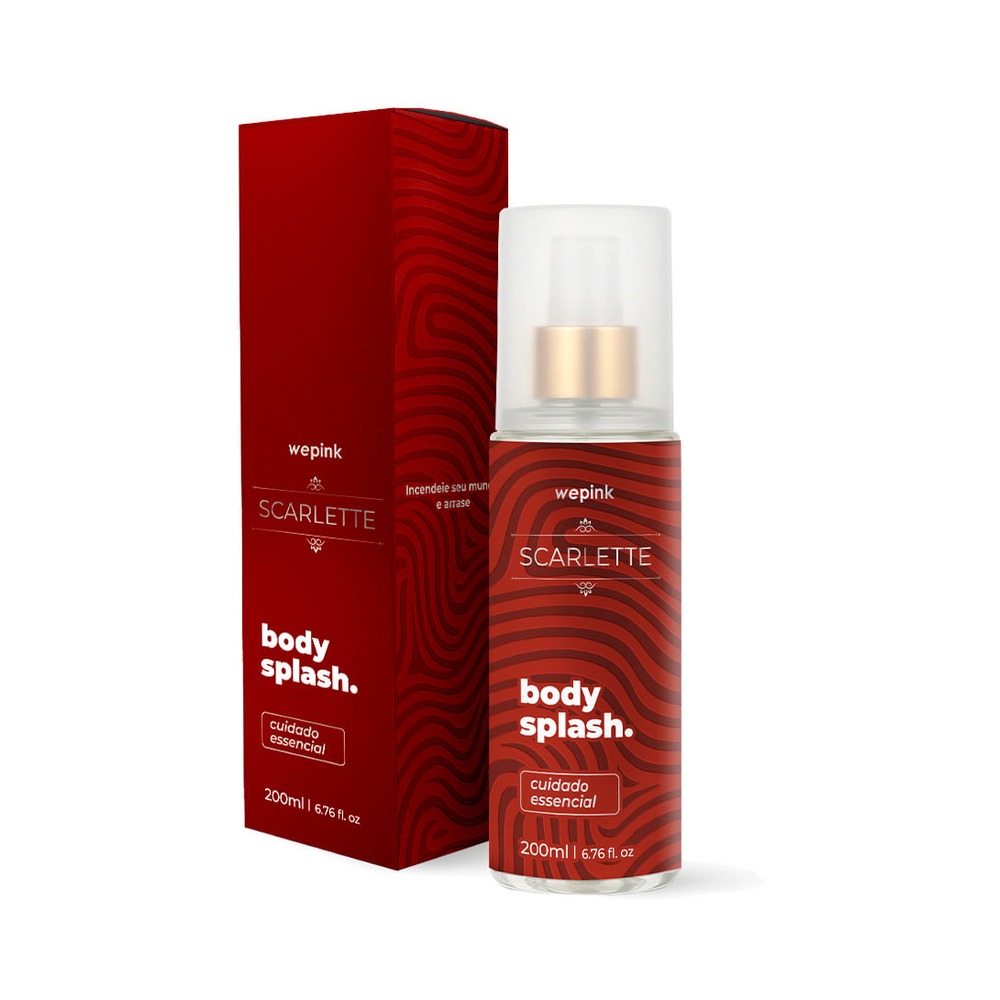 wepink
SCARLETTE
body
splash.
cuidado
essencial
200ml | 6.76 fl. oz
Incendeie seu
e arrase
wepink
SCARLETTE
body
splash.
cuidado
essencial
200ml | 6.76 fl. oz